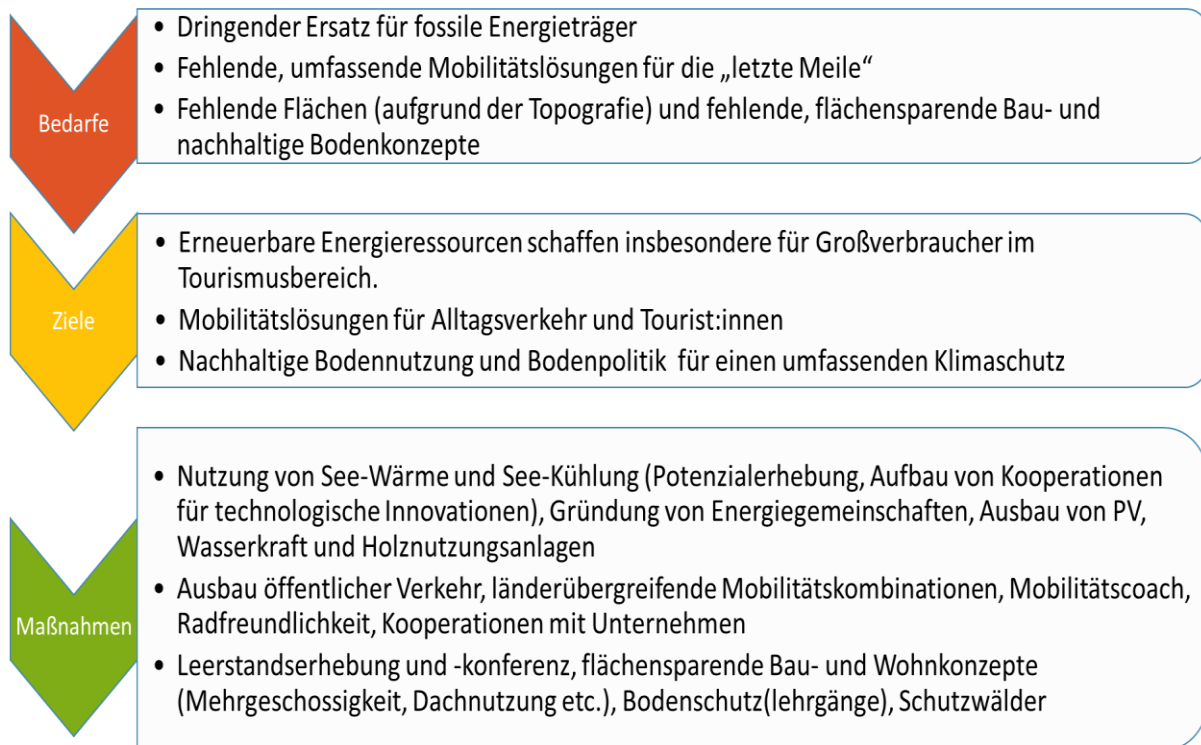 Bedarfe
• Dringender Ersatz für fossile Energieträger
• Fehlende, umfassende Mobilitätslösungen für die „letzte Meile“
• Fehlende Flächen (aufgrund der Topografie) und fehlende, flächensparende Bau- und
nachhaltige Bodenkonzepte
Ziele
• Erneuerbare Energieressourcen schaffen insbesondere für Großverbraucher im
Tourismusbereich.
• Mobilitätslösungen für Alltagsverkehr und Tourist:innen
• Nachhaltige Bodennutzung und Bodenpolitik für einen umfassenden Klimaschutz
Maßnahmen
• Nutzung von See-Wärme und See-Kühlung (Potenzialerhebung, Aufbau von Kooperationen
für technologische Innovationen), Gründung von Energiegemeinschaften, Ausbau von PV,
Wasserkraft und Holznutzungsanlagen
• Ausbau öffentlicher Verkehr, länderübergreifende Mobilitätskombinationen, Mobilitätscoach,
Radfreundlichkeit, Kooperationen mit Unternehmen
• Leerstandserhebung und -konferenz, flächensparende Bau- und Wohnkonzepte
(Mehrgeschossigkeit, Dachnutzung etc.), Bodenschutz(lehrgänge), Schutzwälder